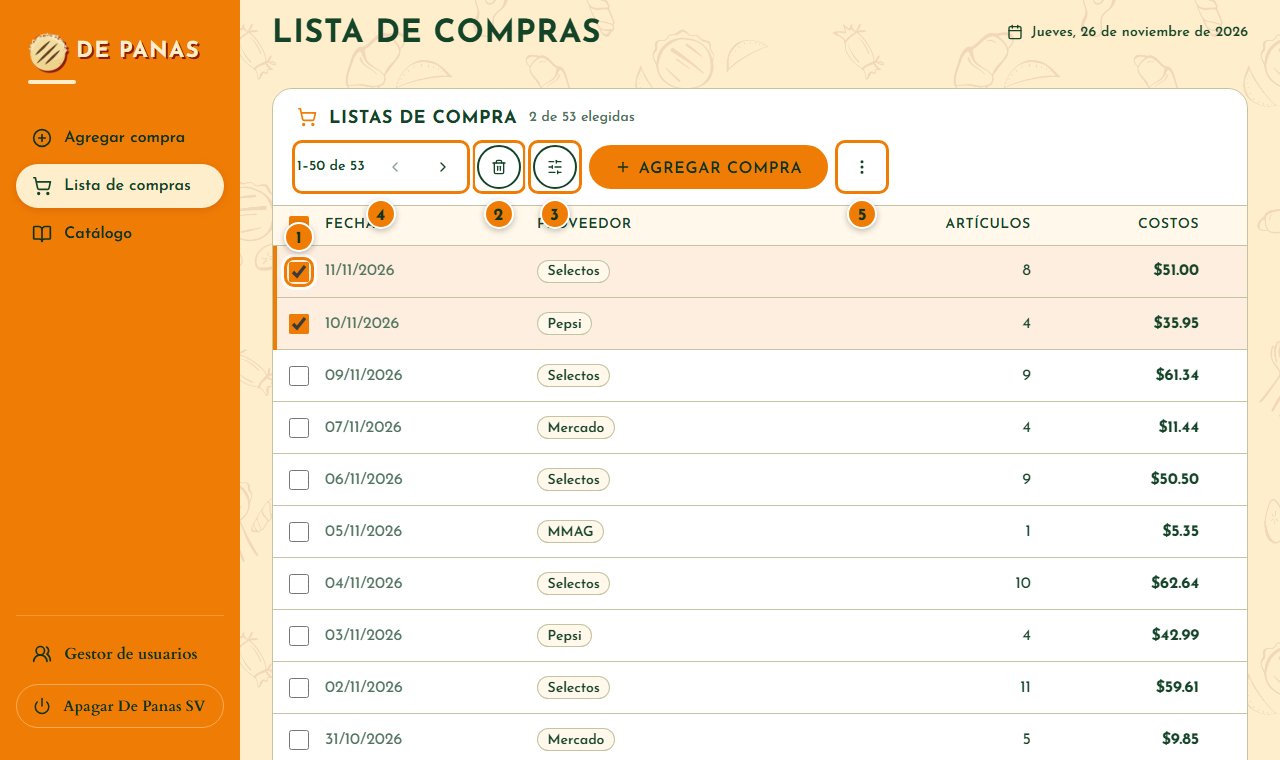 DE PANAS
Agregar compra
Lista de compras
Catálogo
Gestor de usuarios
Apagar De Panas SV
LISTA DE COMPRAS
Jueves, 26 de noviembre de 2026
LISTAS DE COMPRA 2 de 53 elegidas
1-50 de 53 + AGREGAR COMPRA
4 2 3 5
1
FECHA ARTÍCULOS COSTOS
11/11/2026 Selectos 8 $51.00
10/11/2026 Pepsi 4 $35.95
09/11/2026 Selectos 9 $61.34
07/11/2026 Mercado 4 $11.44
06/11/2026 Selectos 9 $50.50
05/11/2026 MMAG 1 $5.35
04/11/2026 Selectos 10 $62.64
03/11/2026 Pepsi 4 $42.99
02/11/2026 Selectos 11 $59.61
31/10/2026 Mercado 5 $9.85